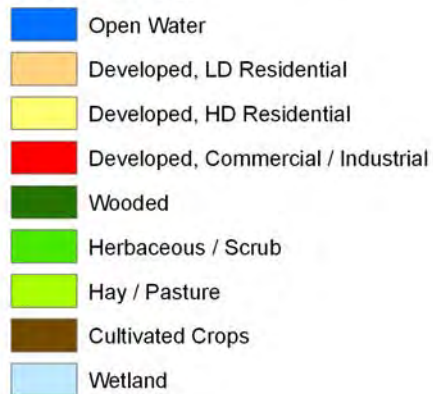 Open Water
Developed, LD Residential
Developed, HD Residential
Developed, Commercial / Industrial
Wooded
Herbaceous / Scrub
Hay / Pasture
Cultivated Crops
Wetland